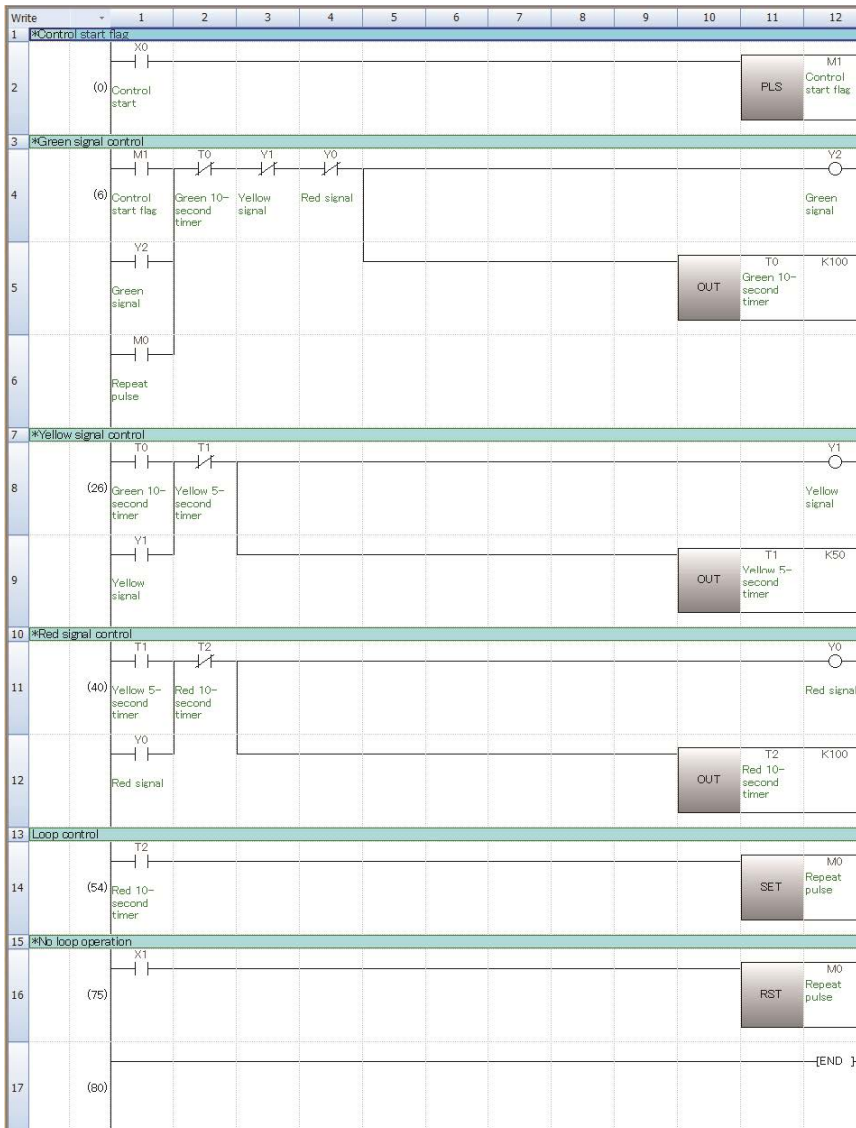 Write 1 2 3 4 5 6 7 8 9 10 11 12
1 *Control start flag
X0 M1
2 (0) Control start PLS Control start flag
3 *Green signal control
M1 T0 Y1 Y0 Y2
4 (6) Control start flag Green 10-second timer Yellow signal Red signal Green signal
Y2 T0 K100
5 Green signal OUT Green 10-second timer
M0
6 Repeat pulse
7 *Yellow signal control
T0 T1 Y1
8 (26) Green 10-second timer Yellow 5-second timer Yellow signal
Y1 T1 K50
9 Yellow signal OUT Yellow 5-second timer
10 *Red signal control
T1 T2 Y0
11 (40) Yellow 5-second timer Red 10-second timer Red signal
Y0 T2 K100
12 Red signal OUT Red 10-second timer
13 Loop control
T2 M0
14 (54) Red 10-second timer SET Repeat pulse
15 *No loop operation
X1 M0
16 (75) RST Repeat pulse
17 (80) [END ]